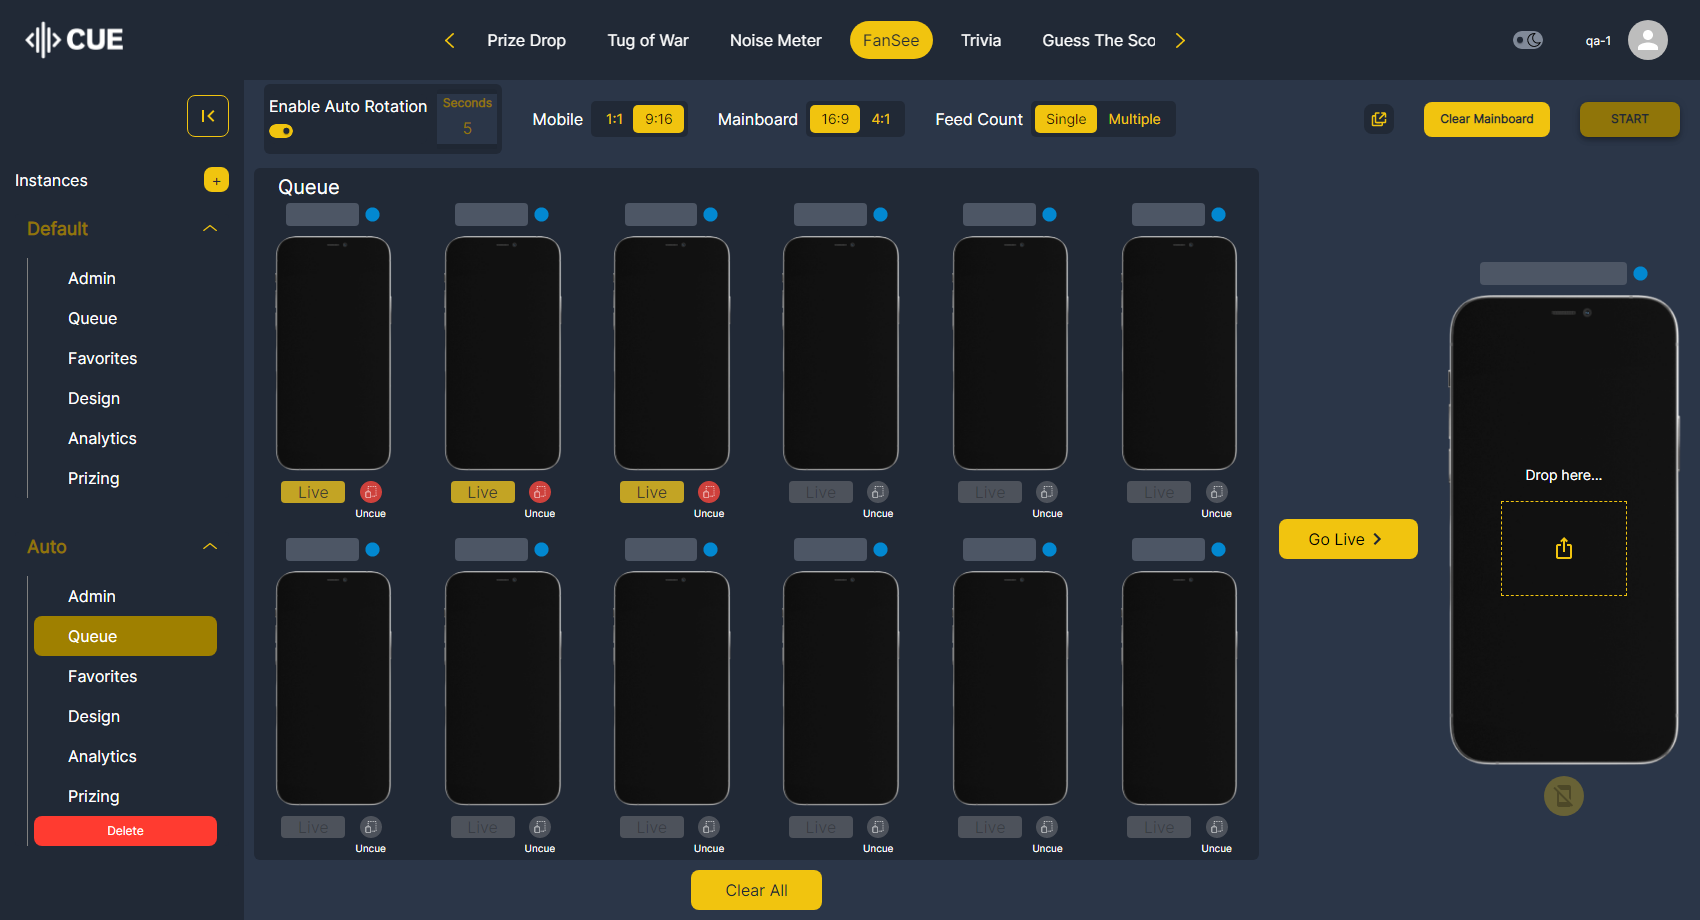 CUE
Prize Drop
Tug of War
Noise Meter
FanSee
Trivia
Guess The Sco
qa-1
Enable Auto Rotation
Seconds
5
Mobile
1:1
9:16
Mainboard
16:9
4:1
Feed Count
Single
Multiple
Clear Mainboard
START
Instances
+
Default
Admin
Queue
Favorites
Design
Analytics
Prizing
Auto
Admin
Queue
Favorites
Design
Analytics
Prizing
Delete
Queue
Live
Uncue
Live
Uncue
Live
Uncue
Live
Uncue
Live
Uncue
Live
Uncue
Live
Uncue
Live
Uncue
Live
Uncue
Live
Uncue
Live
Uncue
Live
Uncue
Clear All
Go Live
Drop here...